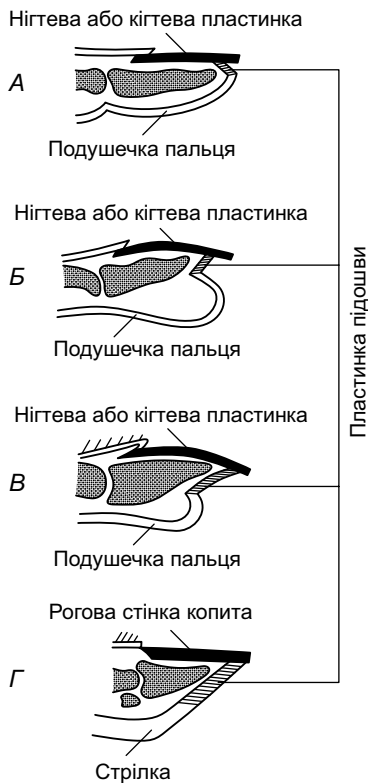 Нігтева або кігтева пластинка
А
Подушечка пальця
Нігтева або кігтева пластинка
Б
Подушечка пальця
Нігтева або кігтева пластинка
В
Подушечка пальця
Рогова стінка копита
Г
Стрілка
Пластинка підошви